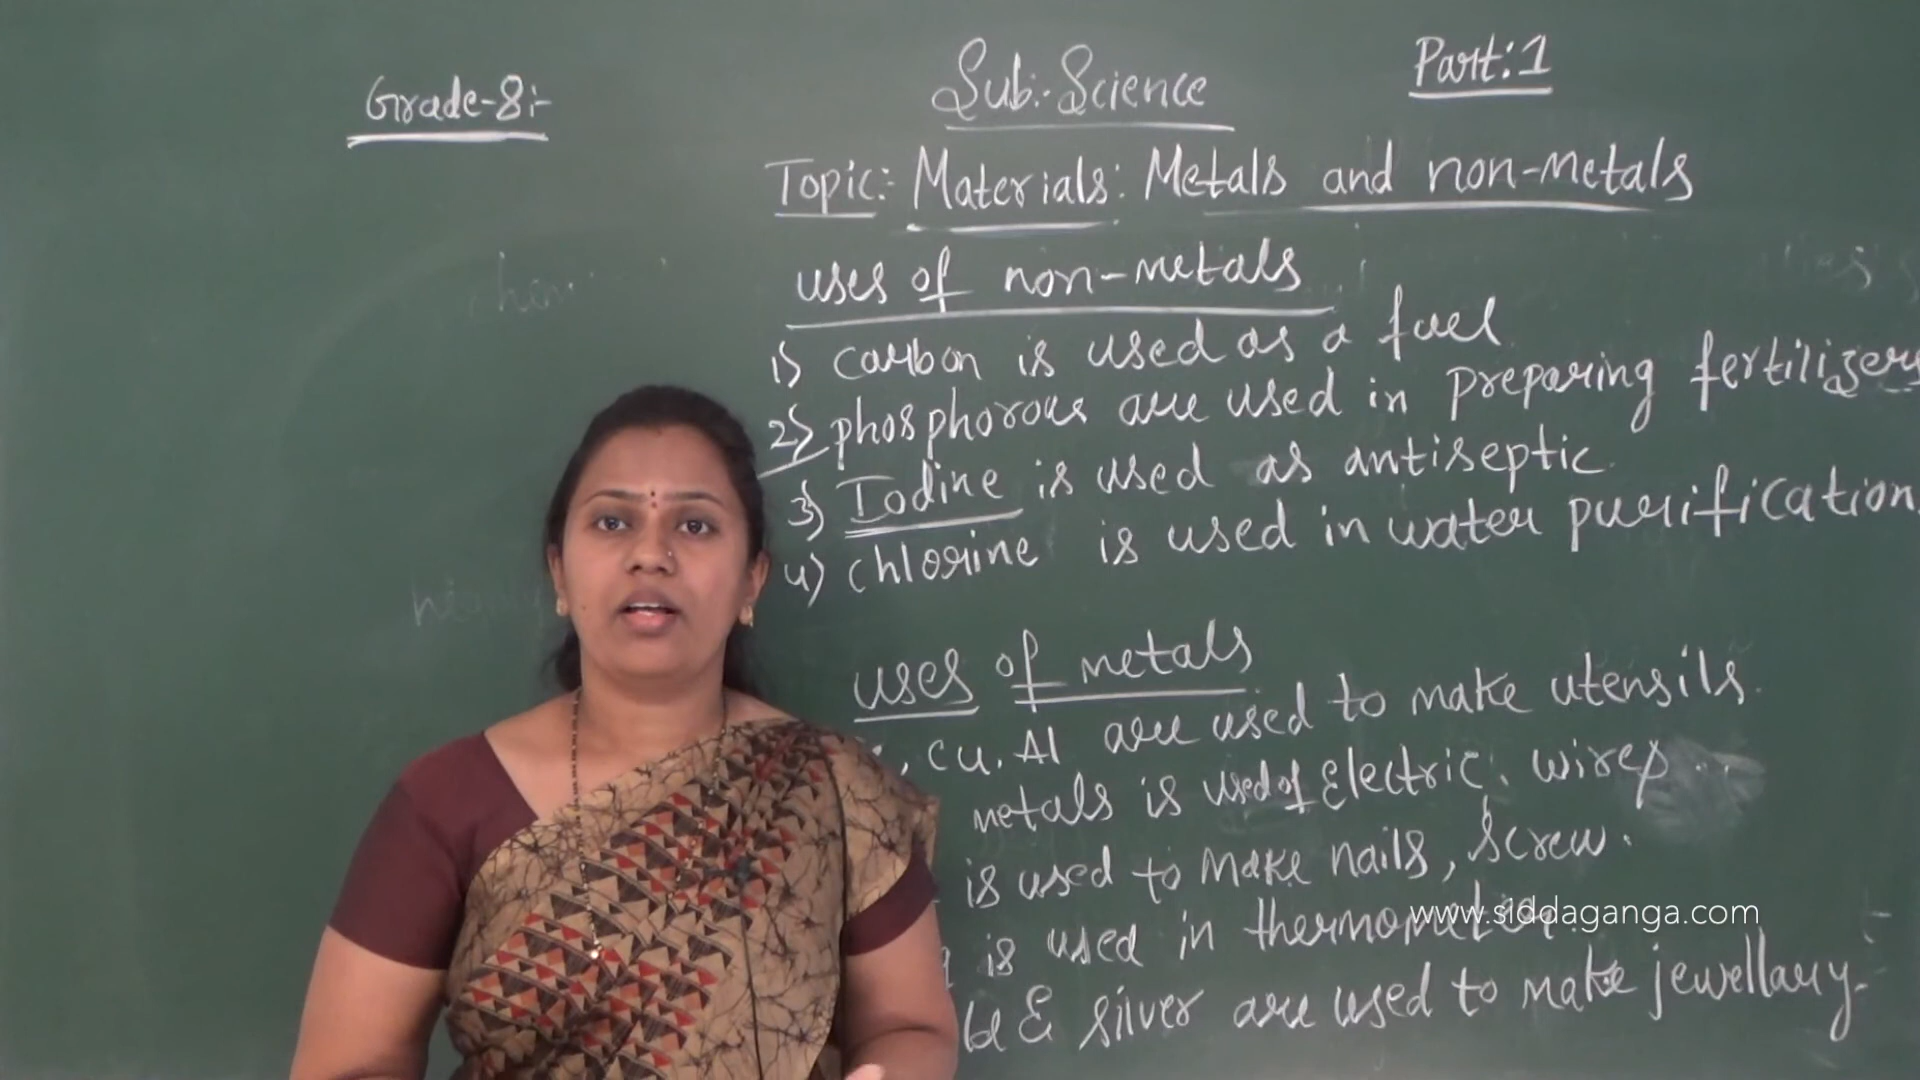 Grade-8:-
Sub:-Science
Part:1
Topic:- Materials: Metals and non-metals
uses of non-metals
1) carbon is used as a fuel
2) phosphorous are used in preparing fertilizers
3) Iodine is used as antiseptic.
4) chlorine is used in water purification.
uses of metals
, cu, Al are used to make utensils.
metals is used of Electric. wires..
is used to make nails, screw.
is used in thermometer.
www.siddaganga.com
& silver are used to make jewellary.